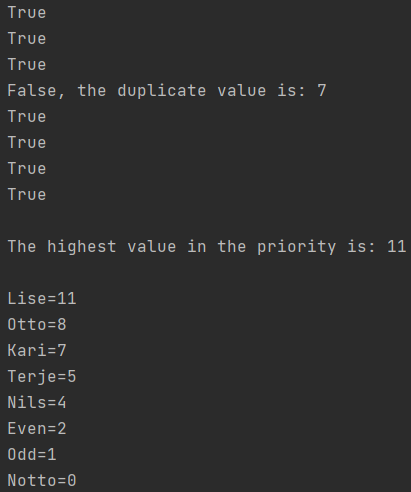 True
True
True
False, the duplicate value is: 7
True
True
True
True
The highest value in the priority is: 11
Lise=11
Otto=8
Kari=7
Terje=5
Nils=4
Even=2
Odd=1
Notto=0